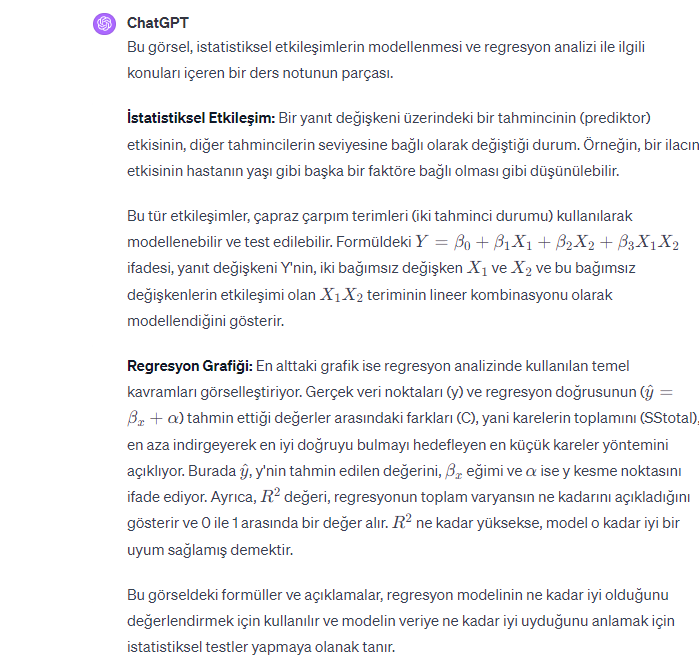 ChatGPT
Bu görsel, istatistiksel etkileşimlerin modellenmesi ve regresyon analizi ile ilgili
konuları içeren bir ders notunun parçası.
İstatistiksel Etkileşim: Bir yanıt değişkeni üzerindeki bir tahmincinin (prediktor)
etkisinin, diğer tahmincilerin seviyesine bağlı olarak değiştiği durum. Örneğin, bir ilacın
etkisinin hastanın yaşı gibi başka bir faktöre bağlı olması gibi düşünülebilir.
Bu tür etkileşimler, çapraz çarpım terimleri (iki tahminci durumu) kullanılarak
modellenebilir ve test edilebilir. Formüldeki Y = β₀ + β₁X₁ + β₂X₂ + β₃X₁X₂
ifadesi, yanıt değişkeni Y'nin, iki bağımsız değişken X₁ ve X₂ ve bu bağımsız
değişkenlerin etkileşimi olan X₁X₂ teriminin lineer kombinasyonu olarak
modellendiğini gösterir.
Regresyon Grafiği: En alttaki grafik ise regresyon analizinde kullanılan temel
kavramları görselleştiriyor. Gerçek veri noktaları (y) ve regresyon doğrusunun (ŷ =
βₓ + α) tahmin ettiği değerler arasındaki farkları (C), yani karelerin toplamını (SStotal),
en aza indirgeyerek en iyi doğruyu bulmayı hedefleyen en küçük kareler yöntemini
açıklıyor. Burada ŷ, y'nin tahmin edilen değerini, βₓ eğimi ve α ise y kesme noktasını
ifade ediyor. Ayrıca, R² değeri, regresyonun toplam varyansın ne kadarını açıkladığını
gösterir ve 0 ile 1 arasında bir değer alır. R² ne kadar yüksekse, model o kadar iyi bir
uyum sağlamış demektir.
Bu görseldeki formüller ve açıklamalar, regresyon modelinin ne kadar iyi olduğunu
değerlendirmek için kullanılır ve modelin veriye ne kadar iyi uyduğunu anlamak için
istatistiksel testler yapmaya olanak tanır.